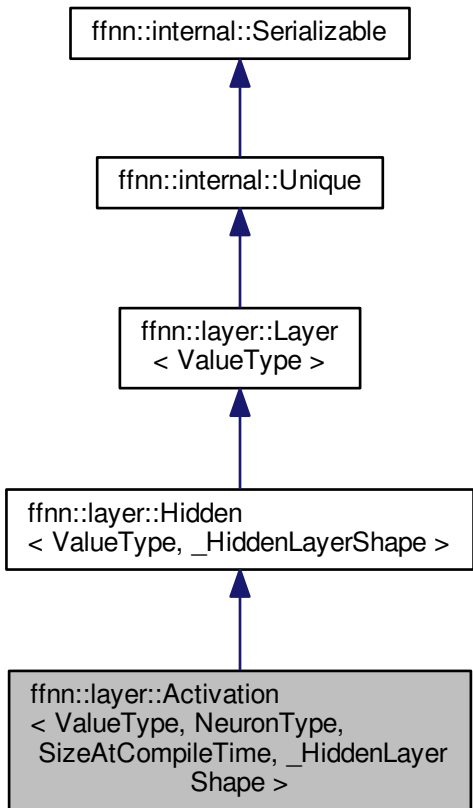 ffnn::internal::Serializable
ffnn::internal::Unique
ffnn::layer::Layer
< ValueType >
ffnn::layer::Hidden
< ValueType, _HiddenLayerShape >
ffnn::layer::Activation
< ValueType, NeuronType,
SizeAtCompileTime, _HiddenLayer
Shape >